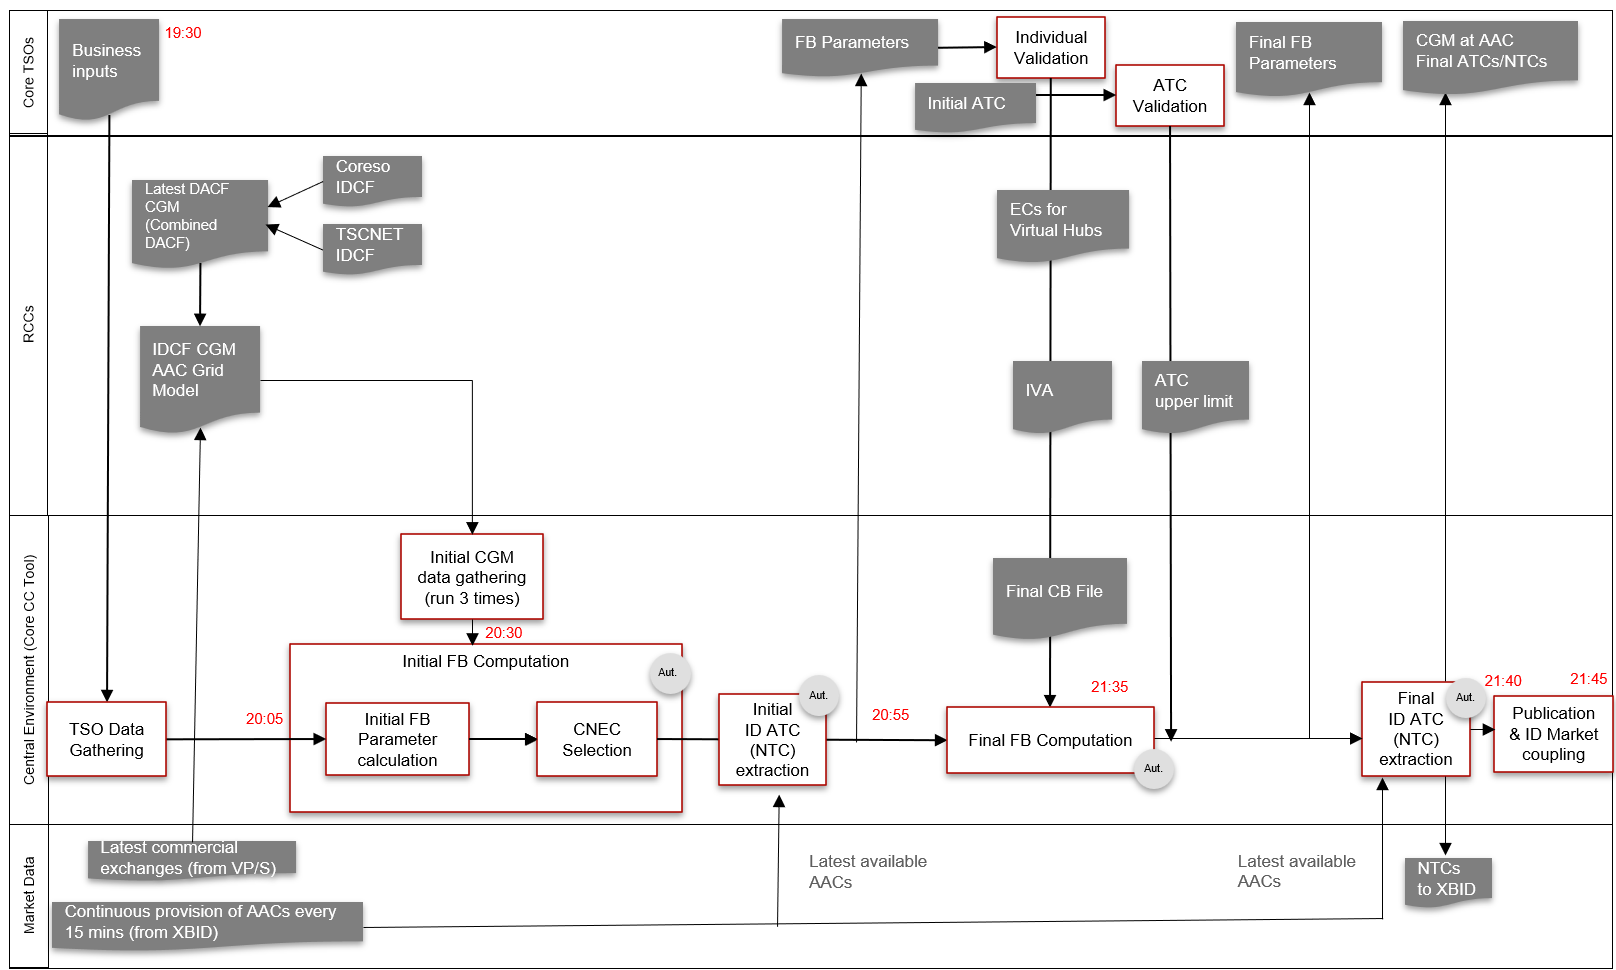 Core TSOs
Business
inputs
19:30
FB Parameters
Individual
Validation
Initial ATC
ATC
Validation
Final FB
Parameters
CGM at AAC
Final ATCs/NTCs
RCCs
Latest DACF
CGM
(Combined
DACF)
Coreso
IDCF
TSCNET
IDCF
IDCF CGM
AAC Grid
Model
ECs for
Virtual Hubs
IVA
ATC
upper limit
Central Environment (Core CC Tool)
Initial CGM
data gathering
(run 3 times)
20:30
Initial FB Computation
Aut.
TSO Data
Gathering
20:05
Initial FB
Parameter
calculation
CNEC
Selection
Initial
ID ATC
(NTC)
extraction
Aut.
20:55
Final CB File
21:35
Final FB Computation
Aut.
Final
ID ATC
(NTC)
extraction
Aut.
21:40
21:45
Publication
& ID Market
coupling
Market Data
Latest commercial
exchanges (from VP/S)
Continuous provision of AACs every
15 mins (from XBID)
Latest available
AACs
Latest available
AACs
NTCs
to XBID